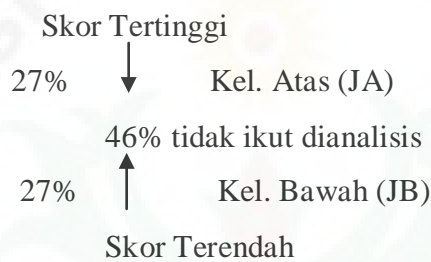 Skor Tertinggi
27% Kel. Atas (JA)
46% tidak ikut dianalisis
27% Kel. Bawah (JB)
Skor Terendah